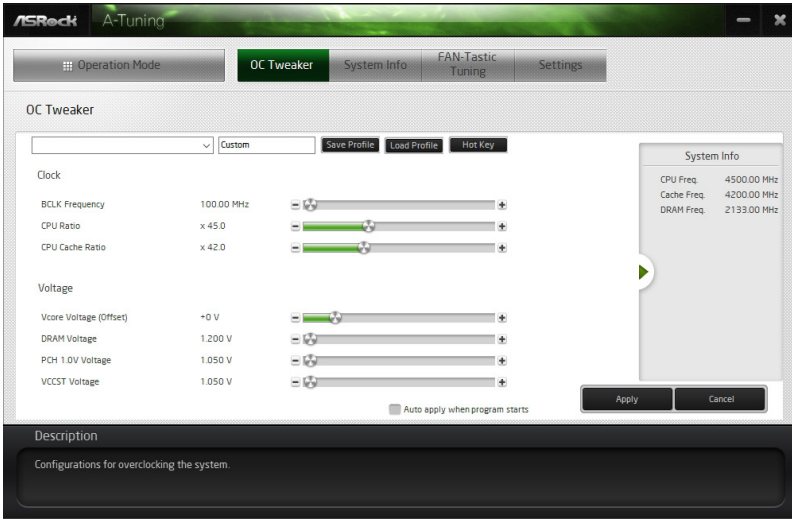 ASRock A-Tuning
Operation Mode
OC Tweaker
System Info
FAN-Tastic
Tuning
Settings
OC Tweaker
Custom
Save Profile
Load Profile
Hot Key
Clock
BCLK Frequency 100.00 MHz
CPU Ratio x 45.0
CPU Cache Ratio x 42.0
Voltage
Vcore Voltage (Offset) +0 V
DRAM Voltage 1.200 V
PCH 1.0V Voltage 1.050 V
VCCST Voltage 1.050 V
Auto apply when program starts
System Info
CPU Freq. 4500.00 MHz
Cache Freq. 4200.00 MHz
DRAM Freq. 2133.00 MHz
Apply
Cancel
Description
Configurations for overclocking the system.